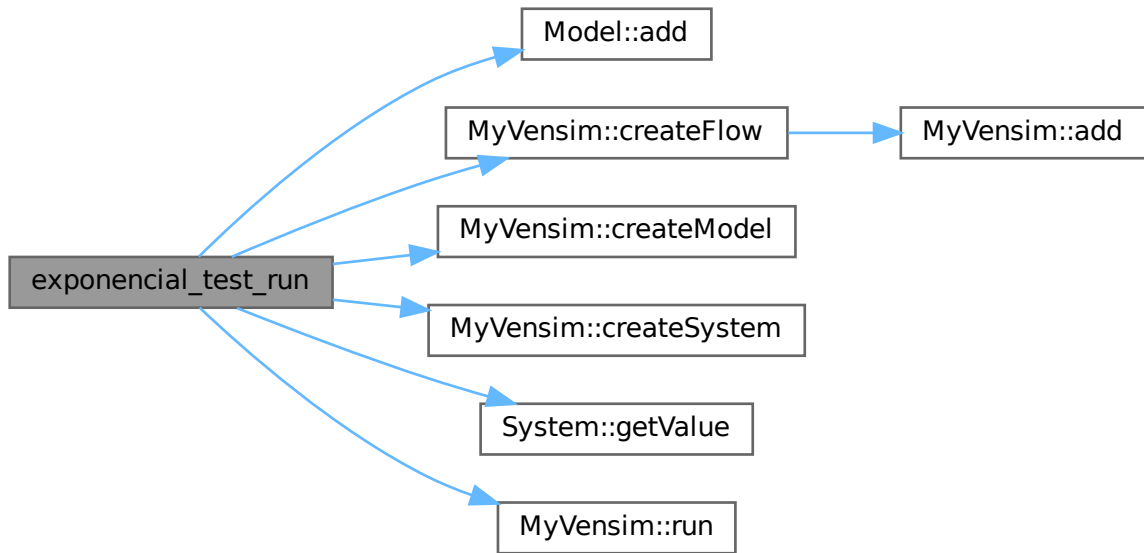 Model::add
MyVensim::createFlow
MyVensim::add
MyVensim::createModel
exponencial_test_run
MyVensim::createSystem
System::getValue
MyVensim::run